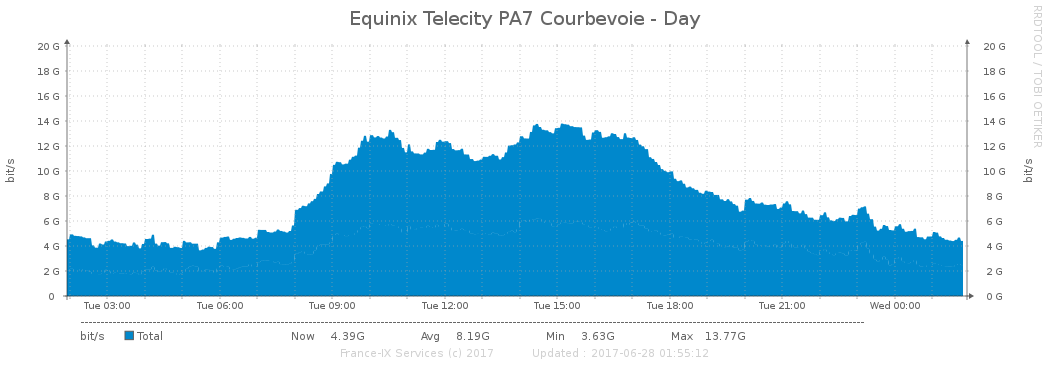 Equinix Telecity PA7 Courbevoie - Day
RRDTOOL / TOBI OETIKER
20 G 20 G
18 G 18 G
16 G 16 G
14 G 14 G
12 G 12 G
10 G 10 G
8 G 8 G
6 G 6 G
4 G 4 G
2 G 2 G
0 0 G
bit/s
bit/s
Tue 03:00 Tue 06:00 Tue 09:00 Tue 12:00 Tue 15:00 Tue 18:00 Tue 21:00 Wed 00:00
bit/s Total Now 4.39G Avg 8.19G Min 3.63G Max 13.77G
France-IX Services (c) 2017 Updated : 2017-06-28 01:55:12